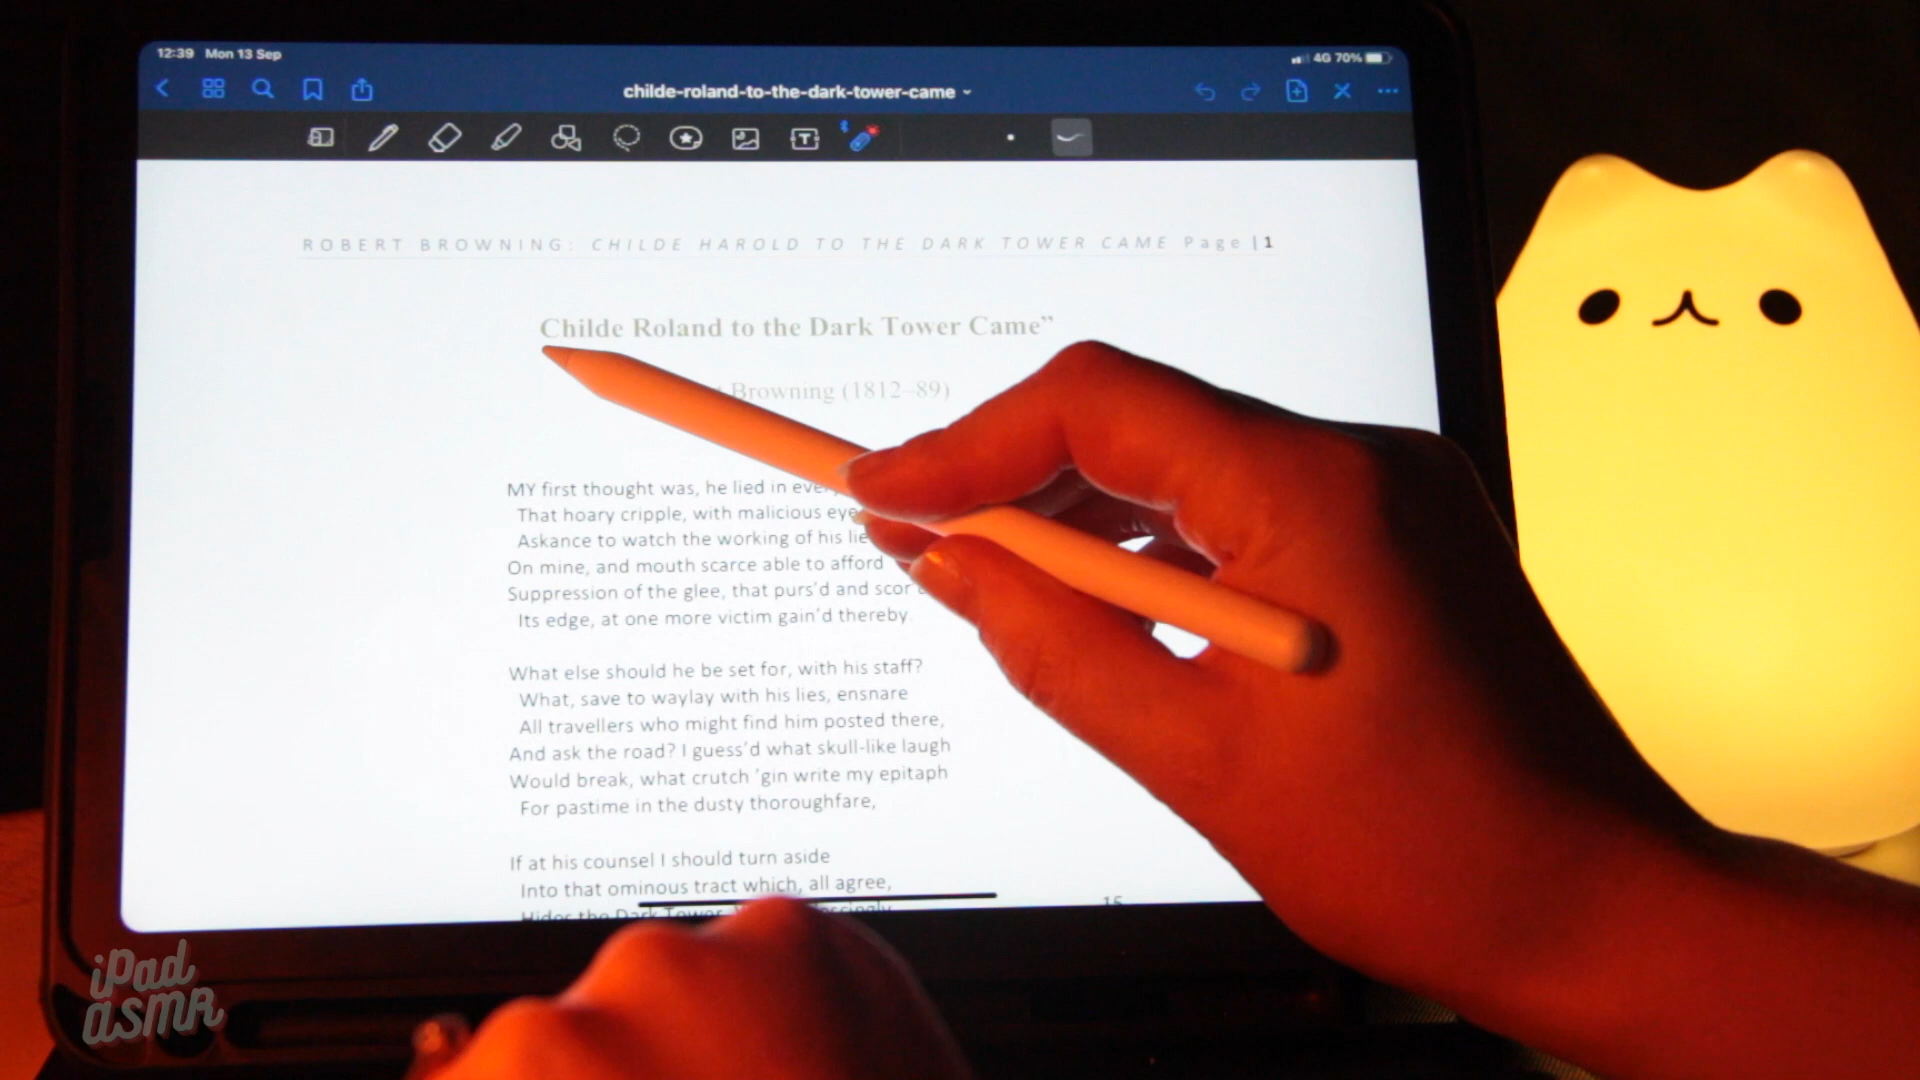 12:39 Mon 13 Sep
4G 70%
childe-roland-to-the-dark-tower-came
ROBERT BROWNING: CHILDE HAROLD TO THE DARK TOWER CAME Page | 1
Childe Roland to the Dark Tower Came”
Browning (1812–89)
MY first thought was, he lied in
That hoary cripple, with malicious eye
Askance to watch the working of his lie
On mine, and mouth scarce able to afford
Suppression of the glee, that purs’d and scor
Its edge, at one more victim gain’d thereby.
What else should he be set for, with his staff?
What, save to waylay with his lies, ensnare
All travellers who might find him posted there,
And ask the road? I guess’d what skull-like laugh
Would break, what crutch ’gin write my epitaph
For pastime in the dusty thoroughfare,
If at his counsel I should turn aside
Into that ominous tract which, all agree,
Hides the Dark Tower.
15
iPad
asmr